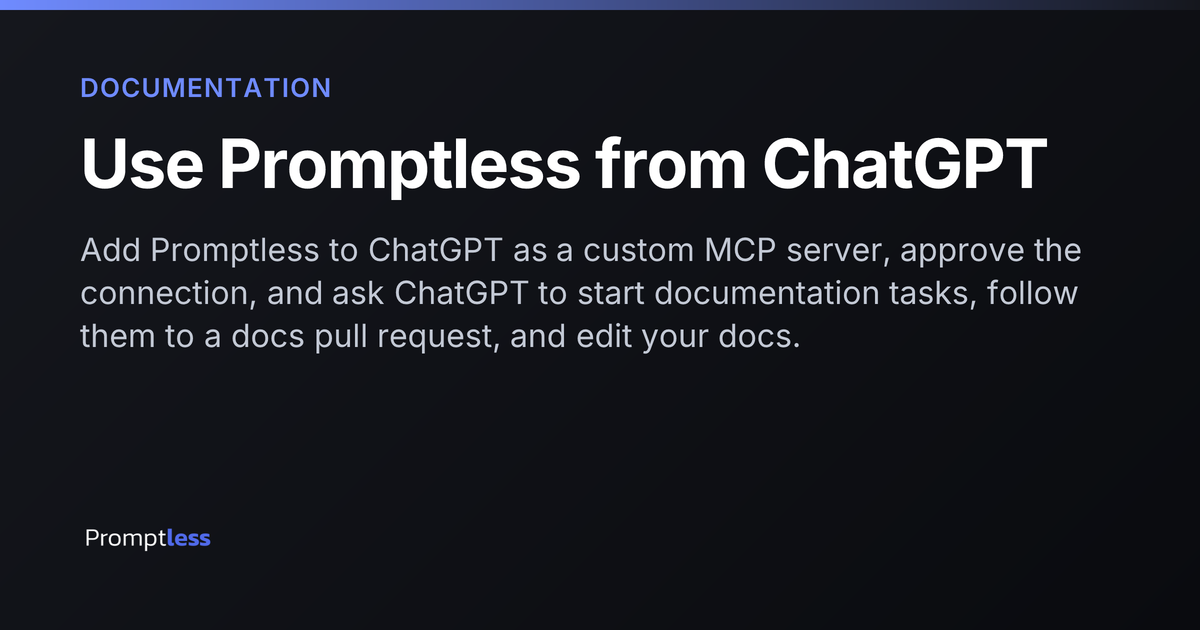 DOCUMENTATION
Use Promptless from ChatGPT
Add Promptless to ChatGPT as a custom MCP server, approve the
connection, and ask ChatGPT to start documentation tasks, follow
them to a docs pull request, and edit your docs.
Promptless